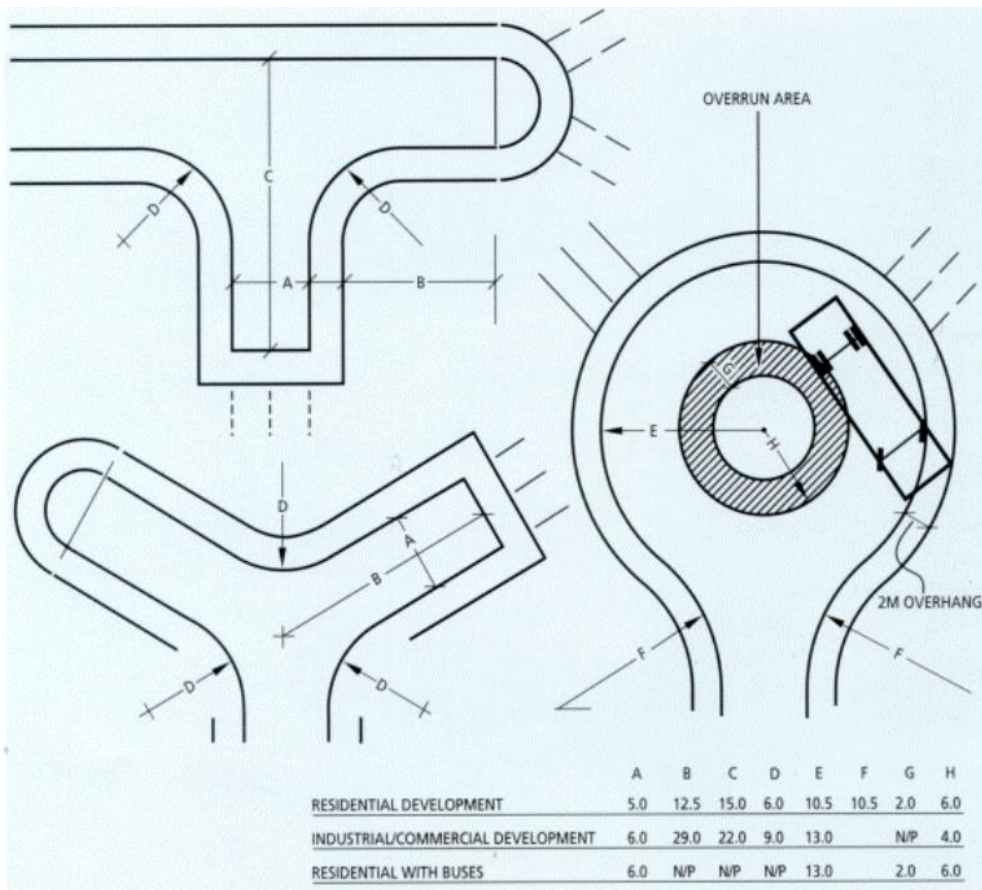 OVERRUN AREA
C
D
D
A
B
G
E
H
D
A
B
2M OVERHANG
F
F
D
D
A B C D E F G H
RESIDENTIAL DEVELOPMENT 5.0 12.5 15.0 6.0 10.5 10.5 2.0 6.0
INDUSTRIAL/COMMERCIAL DEVELOPMENT 6.0 29.0 22.0 9.0 13.0 N/P 4.0
RESIDENTIAL WITH BUSES 6.0 N/P N/P N/P 13.0 2.0 6.0